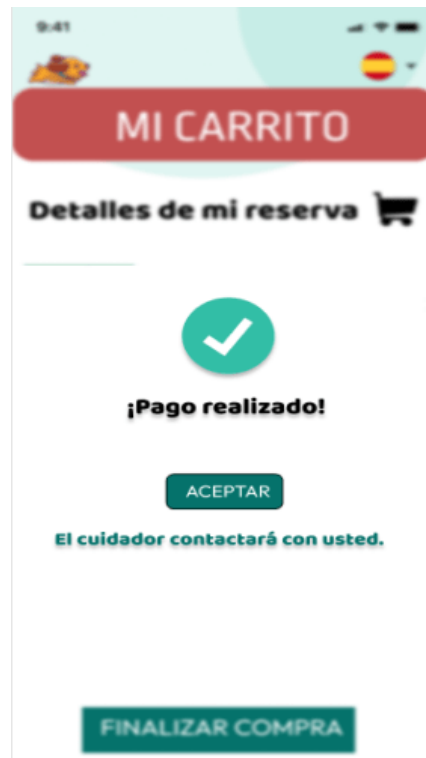 9:41
MI CARRITO
Detalles de mi reserva
¡Pago realizado!
ACEPTAR
El cuidador contactará con usted.
FINALIZAR COMPRA